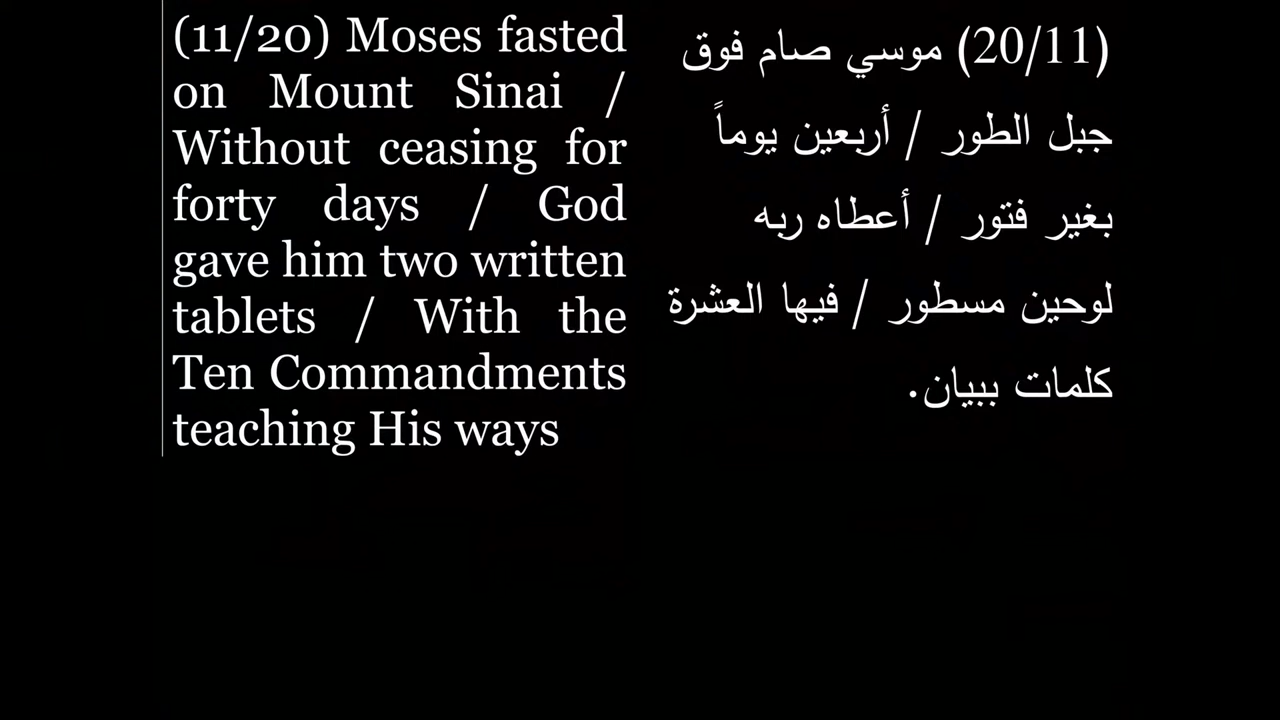 (11/20) Moses fasted
on Mount Sinai /
Without ceasing for
forty days / God
gave him two written
tablets / With the
Ten Commandments
teaching His ways
(20/11) موسي صام فوق
جبل الطور / أربعين يوماً
بغير فتور / أعطاه ربه
لوحين مسطور / فيها العشرة
كلمات ببيان.